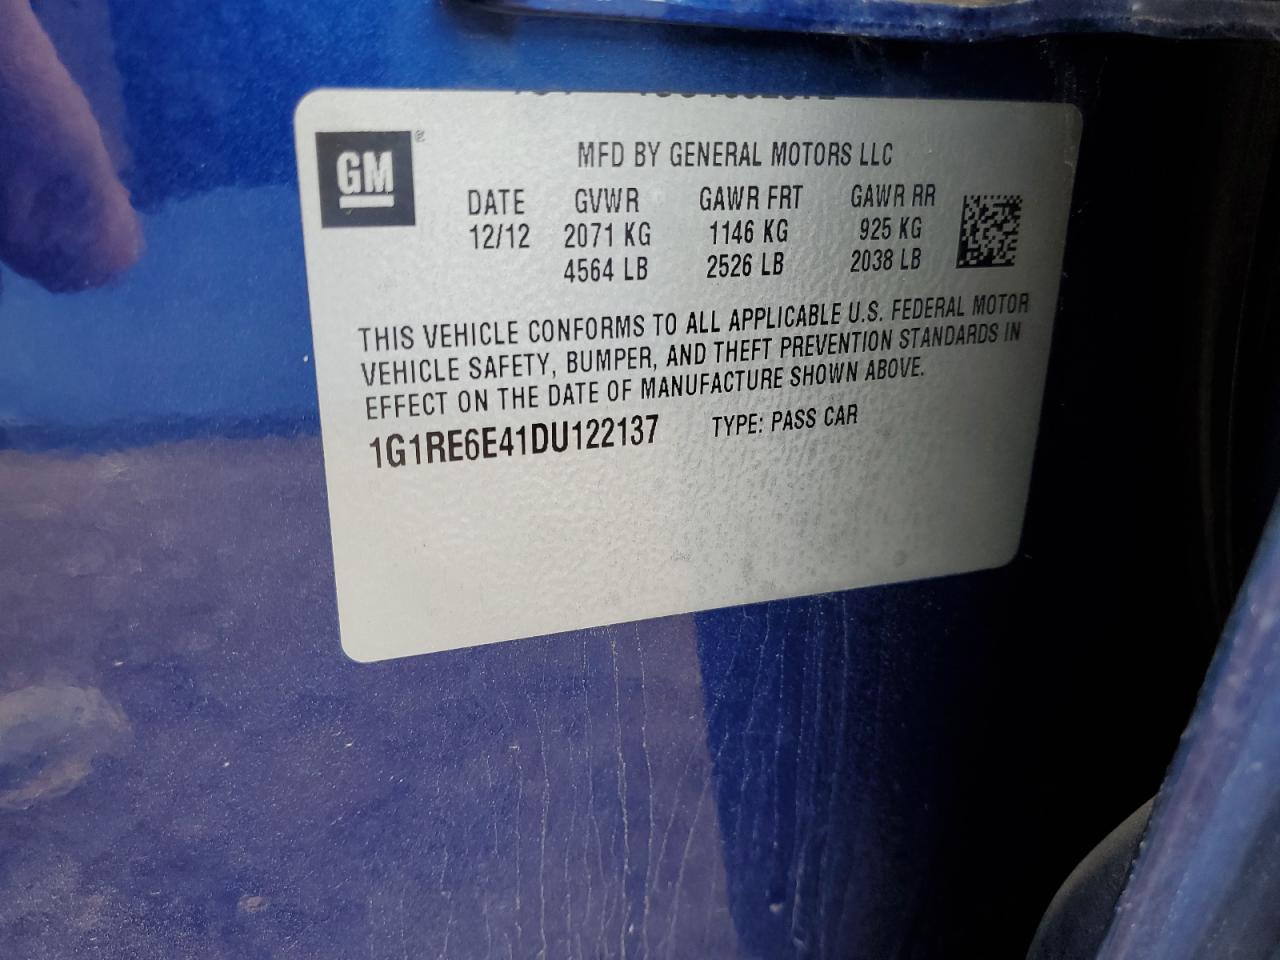 GM®
MFD BY GENERAL MOTORS LLC
DATE GVWR GAWR FRT GAWR RR
12/12 2071 KG 1146 KG 925 KG
4564 LB 2526 LB 2038 LB
THIS VEHICLE CONFORMS TO ALL APPLICABLE U.S. FEDERAL MOTOR
VEHICLE SAFETY, BUMPER, AND THEFT PREVENTION STANDARDS IN
EFFECT ON THE DATE OF MANUFACTURE SHOWN ABOVE.
1G1RE6E41DU122137 TYPE: PASS CAR